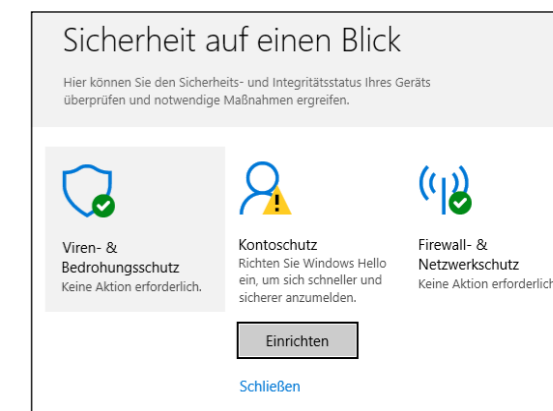 Sicherheit auf einen Blick
Hier können Sie den Sicherheits- und Integritätsstatus Ihres Geräts
überprüfen und notwendige Maßnahmen ergreifen.
Viren- &
Bedrohungsschutz
Keine Aktion erforderlich.
Kontoschutz
Richten Sie Windows Hello
ein, um sich schneller und
sicherer anzumelden.
Einrichten
Schließen
Firewall- &
Netzwerkschutz
Keine Aktion erforderlich